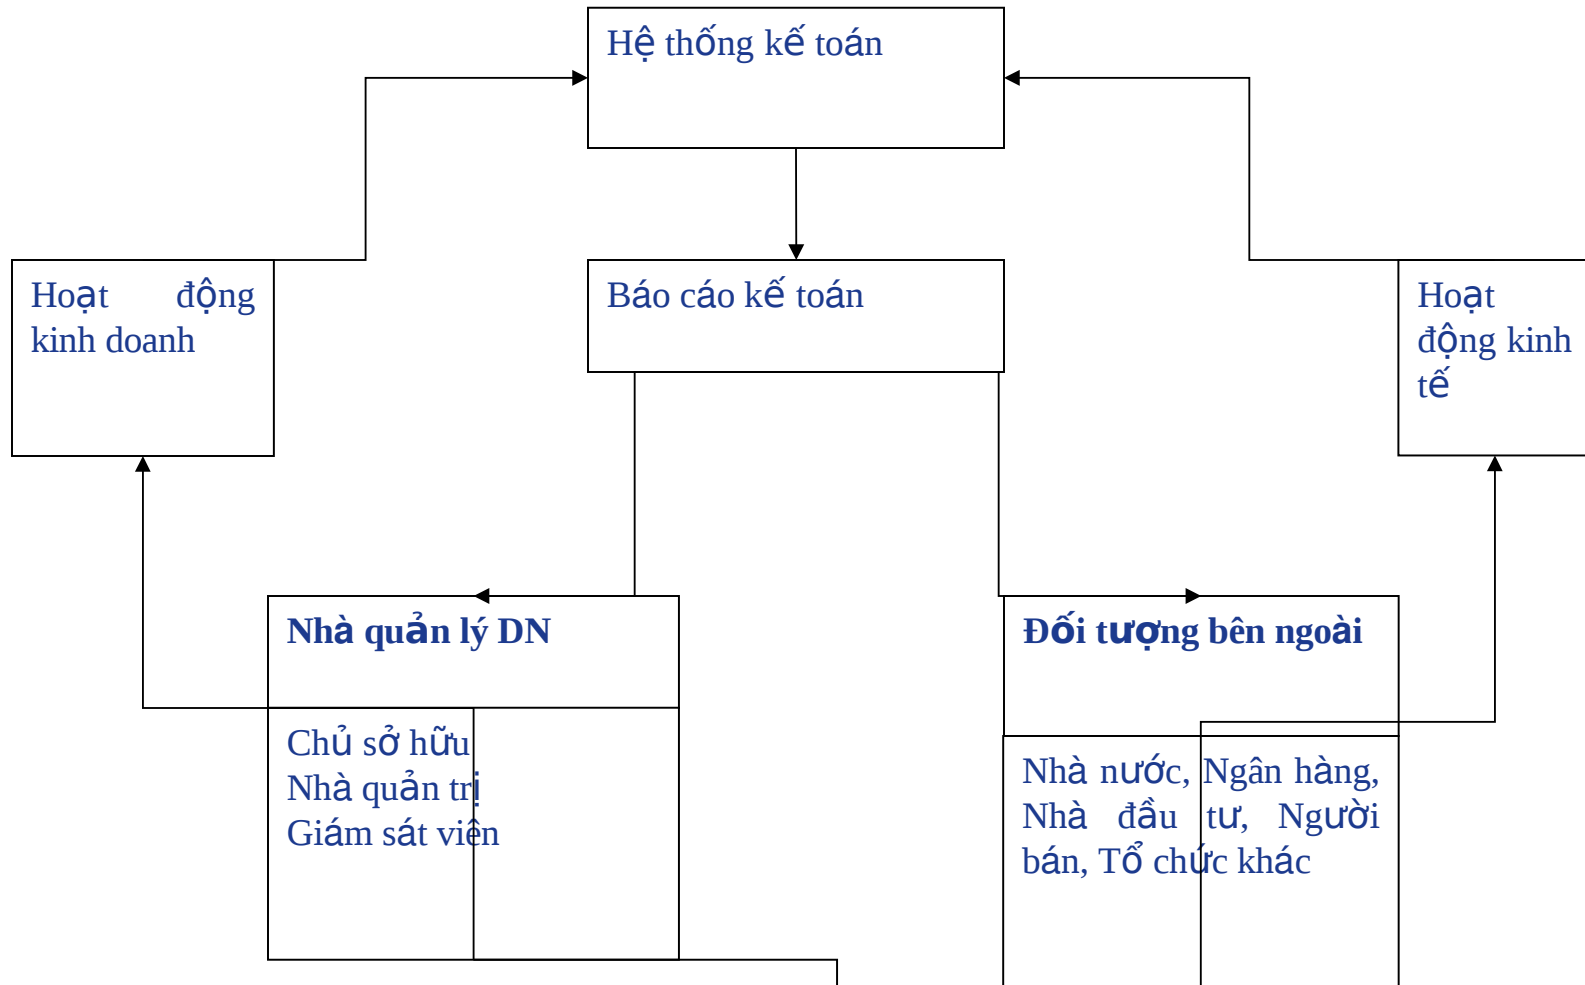 Hệ thống kế toán
Hoạt động
kinh doanh
Báo cáo kế toán
Hoạt
động kinh
tế
Nhà quản lý DN
Chủ sở hữu
Nhà quản trị
Giám sát viên
Đối tượng bên ngoài
Nhà nước, Ngân hàng,
Nhà đầu tư, Người
bán, Tổ chức khác